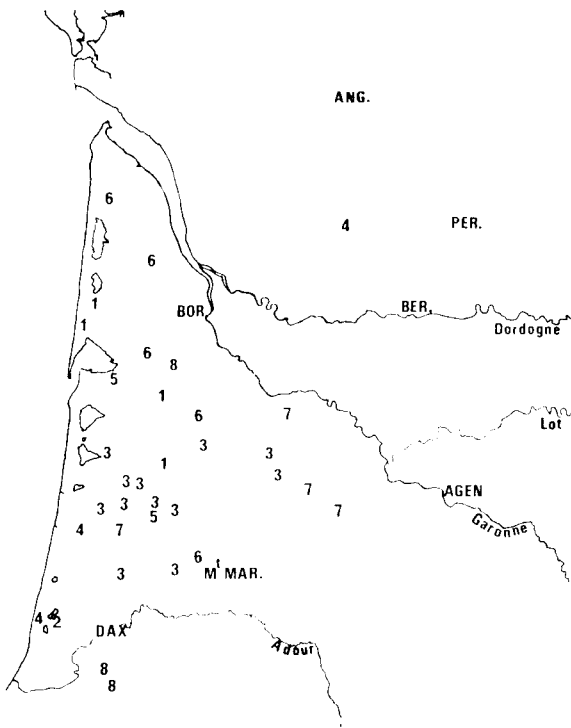 ANG.
6
4 PER.
6
1 BOR. BER.
1 Dordogne
6
8
5
1
6 7 Lot
3
3 3
1
3
3 3 7 AGEN
3 3 3 3 7
5
4 7 Garonne
6
3 3 Mᵗ MAR.
4 2
DAX
Adour
8
8